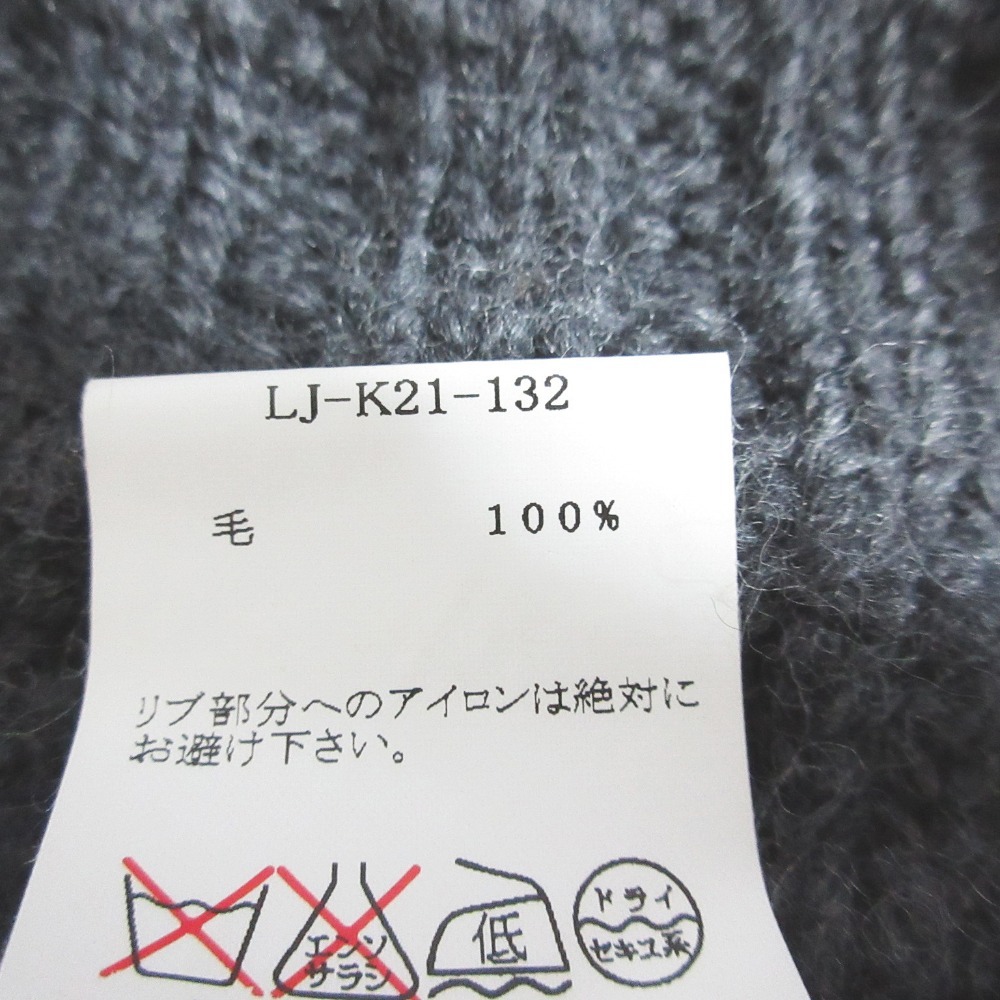 LJ-K21-132
毛 100%
リブ部分へのアイロンは絶対に
お避け下さい。
エンソ
サラシ
低
ドライ
セキユ系